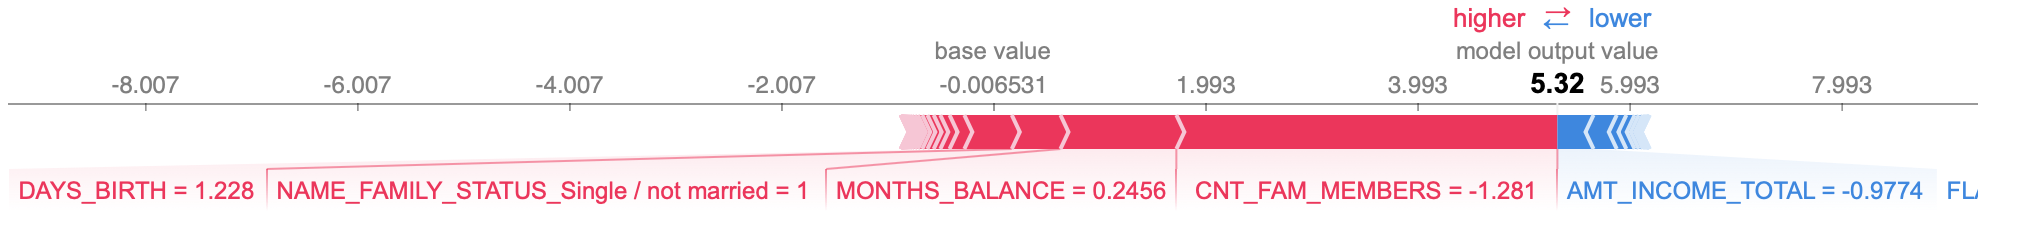 higher ⇄ lower
base value model output value
-8.007 -6.007 -4.007 -2.007 -0.006531 1.993 3.993 5.32 5.993 7.993
DAYS_BIRTH = 1.228 NAME_FAMILY_STATUS_Single / not married = 1 MONTHS_BALANCE = 0.2456 CNT_FAM_MEMBERS = -1.281 AMT_INCOME_TOTAL = -0.9774